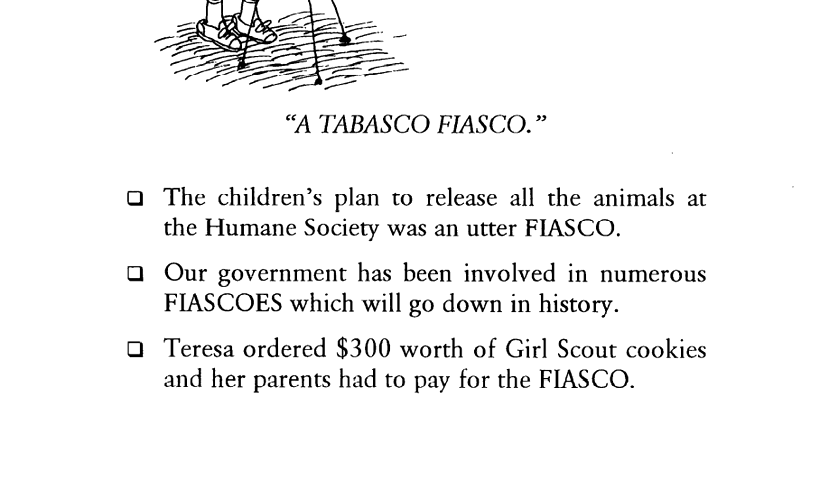 “A TABASCO FIASCO.”
❑ The children’s plan to release all the animals at
the Humane Society was an utter FIASCO.
❑ Our government has been involved in numerous
FIASCOES which will go down in history.
❑ Teresa ordered $300 worth of Girl Scout cookies
and her parents had to pay for the FIASCO.